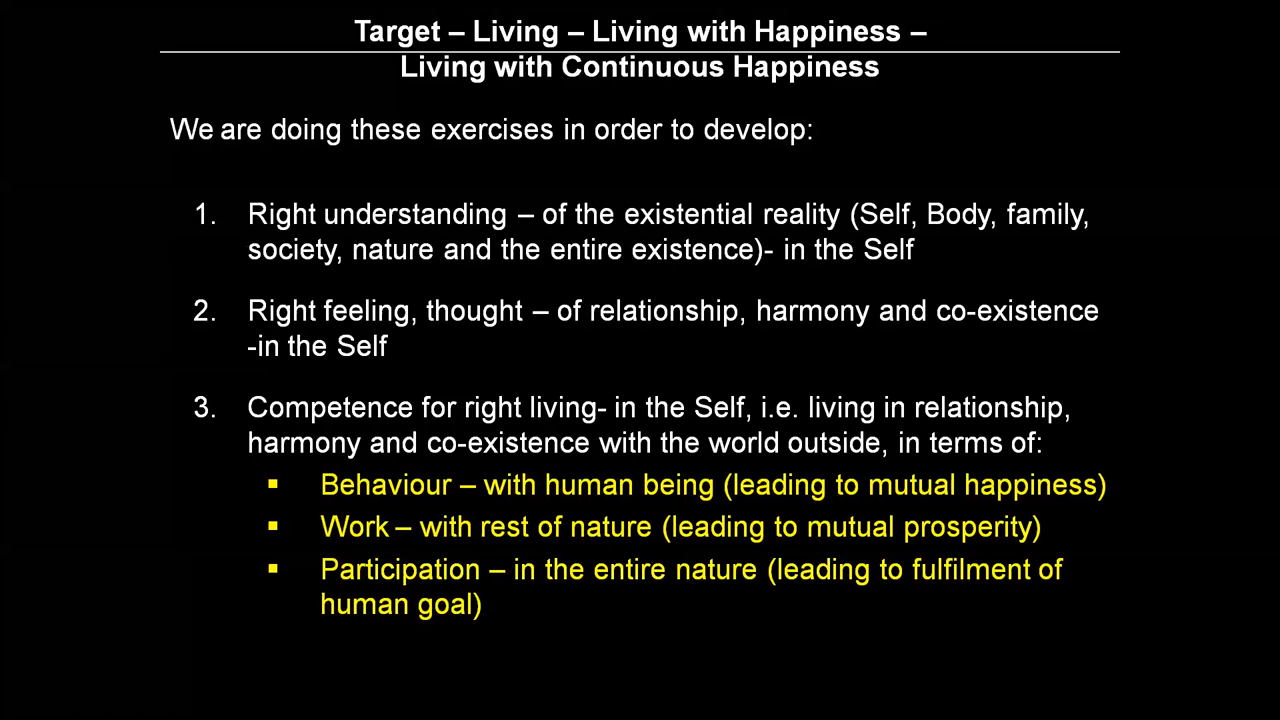 Target – Living – Living with Happiness –
Living with Continuous Happiness
We are doing these exercises in order to develop:
1. Right understanding – of the existential reality (Self, Body, family,
society, nature and the entire existence)- in the Self
2. Right feeling, thought – of relationship, harmony and co-existence
-in the Self
3. Competence for right living- in the Self, i.e. living in relationship,
harmony and co-existence with the world outside, in terms of:
▪ Behaviour – with human being (leading to mutual happiness)
▪ Work – with rest of nature (leading to mutual prosperity)
▪ Participation – in the entire nature (leading to fulfilment of
human goal)